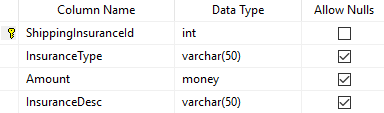 Column Name Data Type Allow Nulls
ShippingInsuranceId int
InsuranceType varchar(50)
Amount money
InsuranceDesc varchar(50)